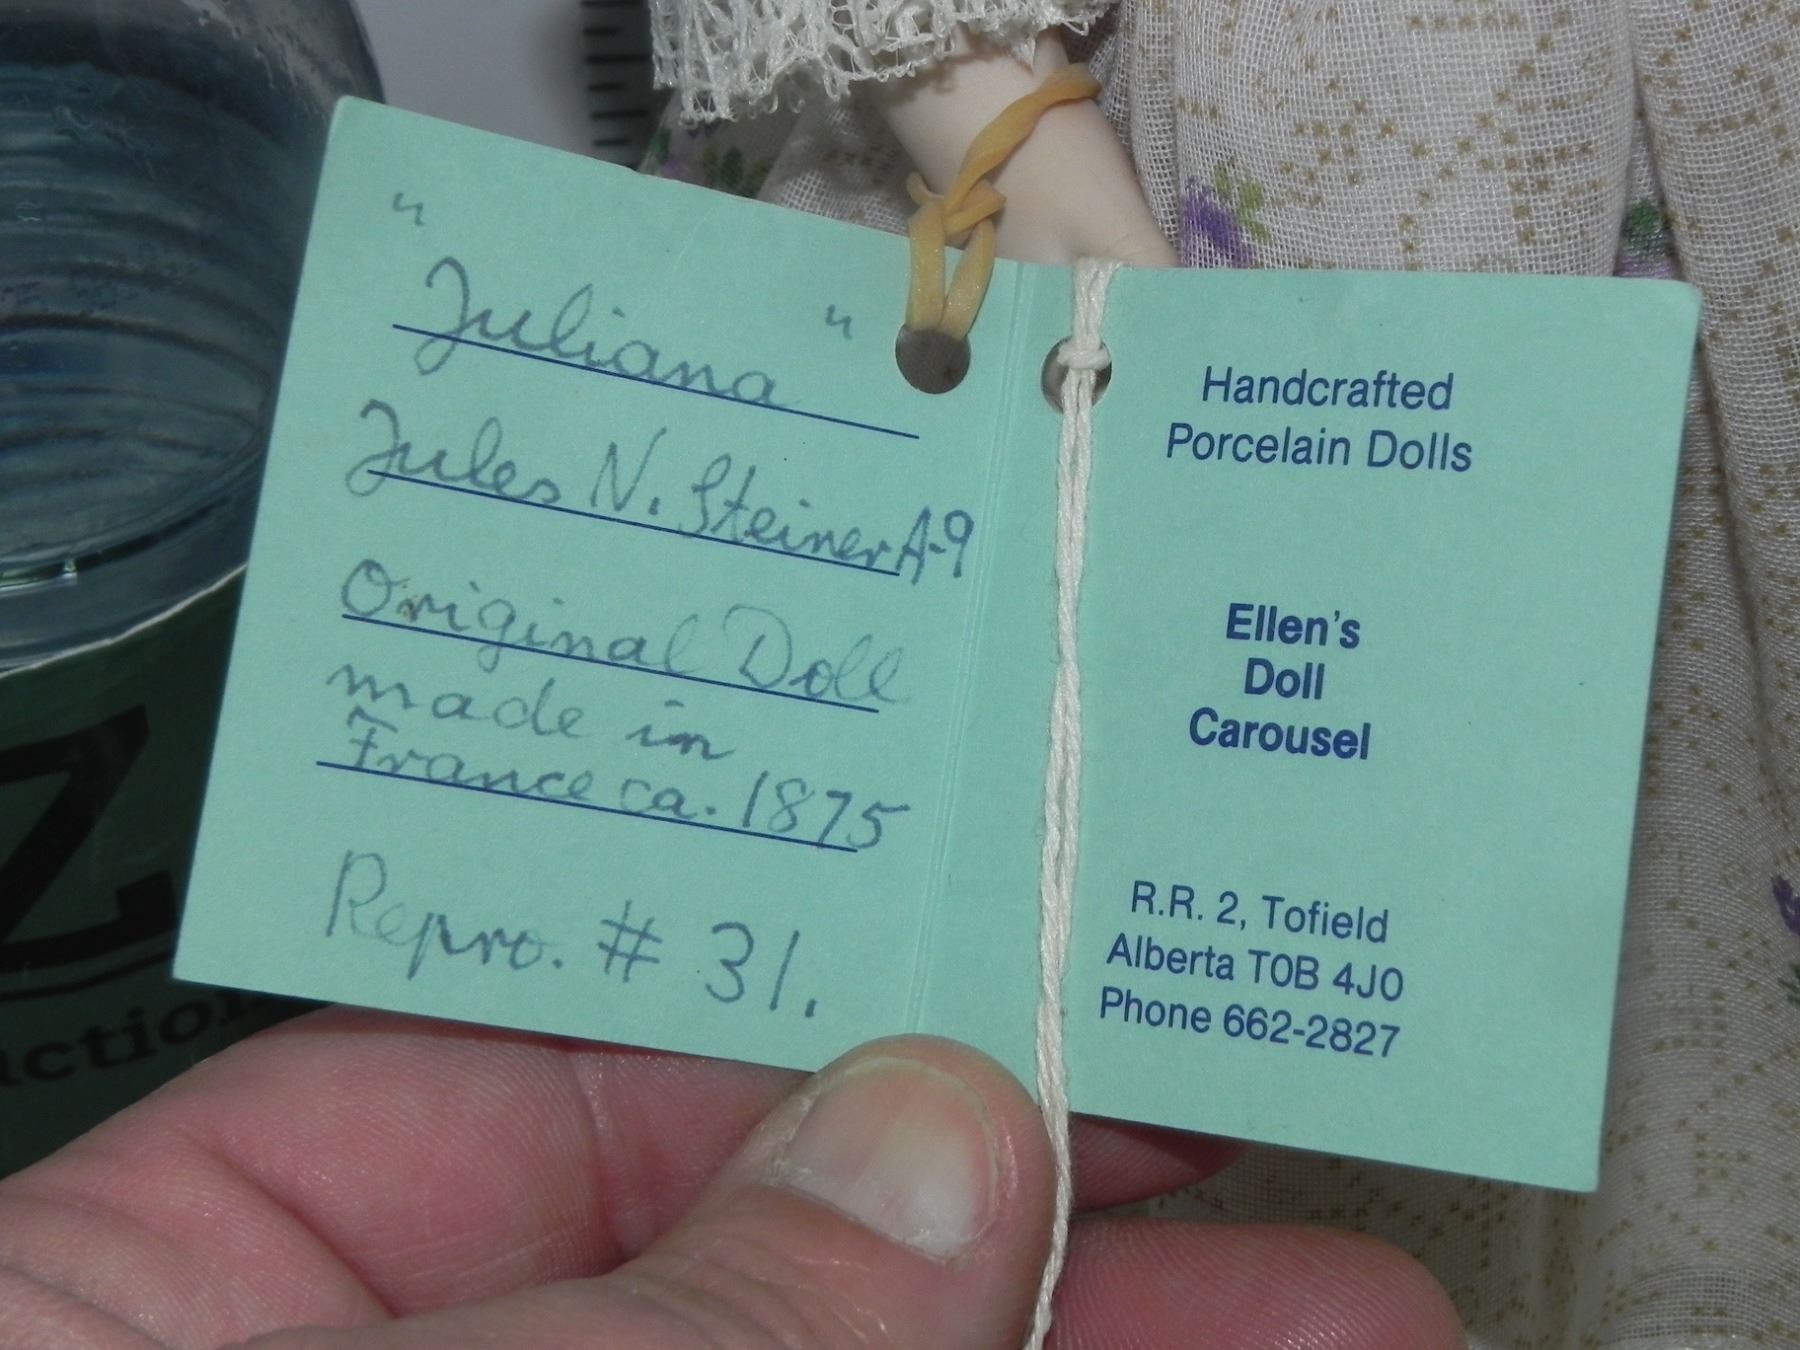 "Juliana"
Jules N. Steiner A-9
Original Doll
made in
France ca. 1875
Repro. # 31.
Handcrafted
Porcelain Dolls
Ellen's
Doll
Carousel
R.R. 2, Tofield
Alberta T0B 4J0
Phone 662-2827
Z